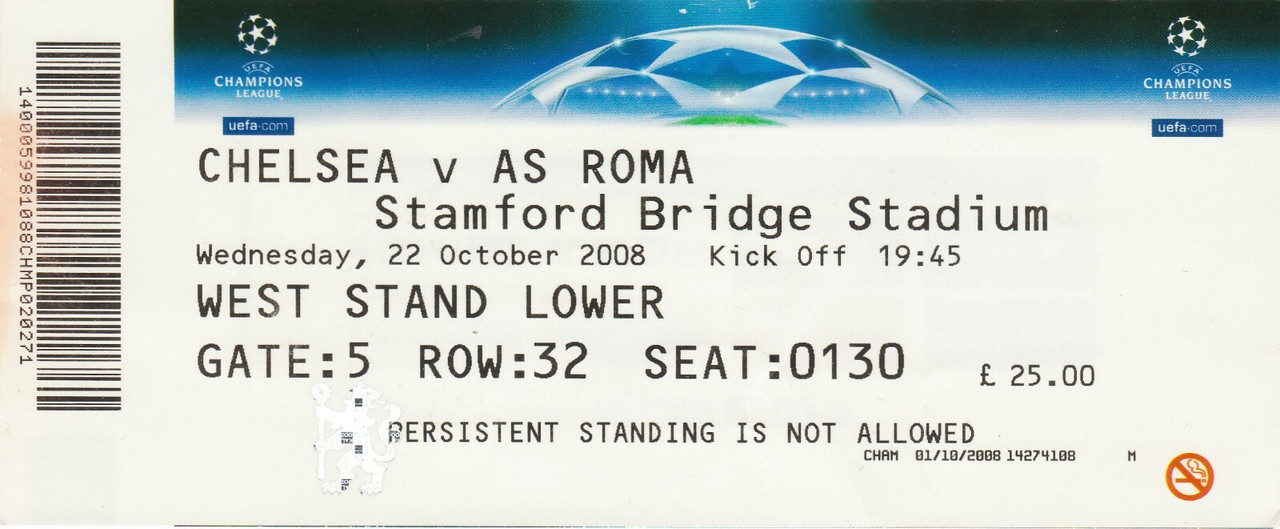 UEFA
CHAMPIONS
LEAGUE
uefa.com
UEFA
CHAMPIONS
LEAGUE
uefa.com
CHELSEA v AS ROMA
Stamford Bridge Stadium
Wednesday, 22 October 2008 Kick Off 19:45
WEST STAND LOWER
GATE:5 ROW:32 SEAT:0130 £ 25.00
PERSISTENT STANDING IS NOT ALLOWED
CHAM 01/10/2008 14274108 M
1400059981088CHMP020271